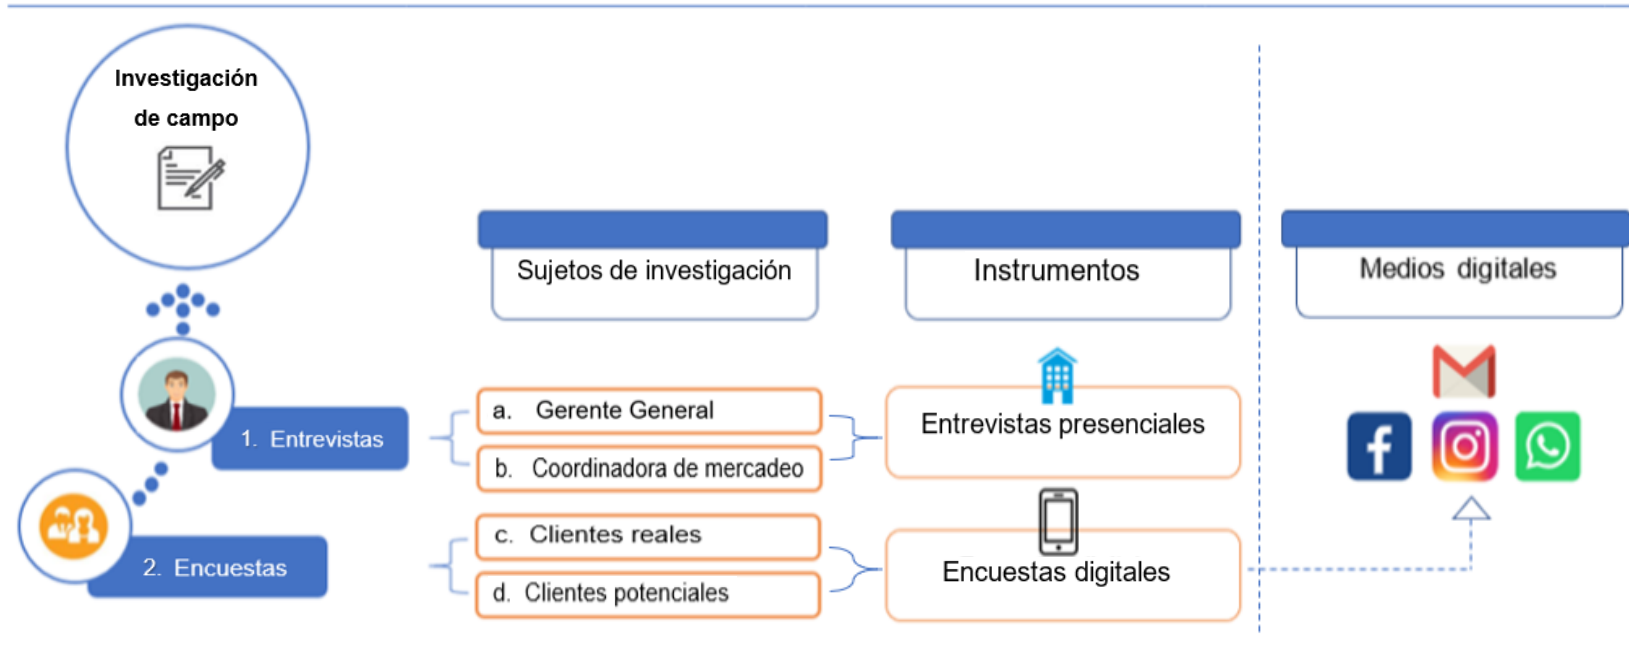 Investigación
de campo
Sujetos de investigación
Instrumentos
Medios digitales
1. Entrevistas
a. Gerente General
b. Coordinadora de mercadeo
Entrevistas presenciales
2. Encuestas
c. Clientes reales
d. Clientes potenciales
Encuestas digitales